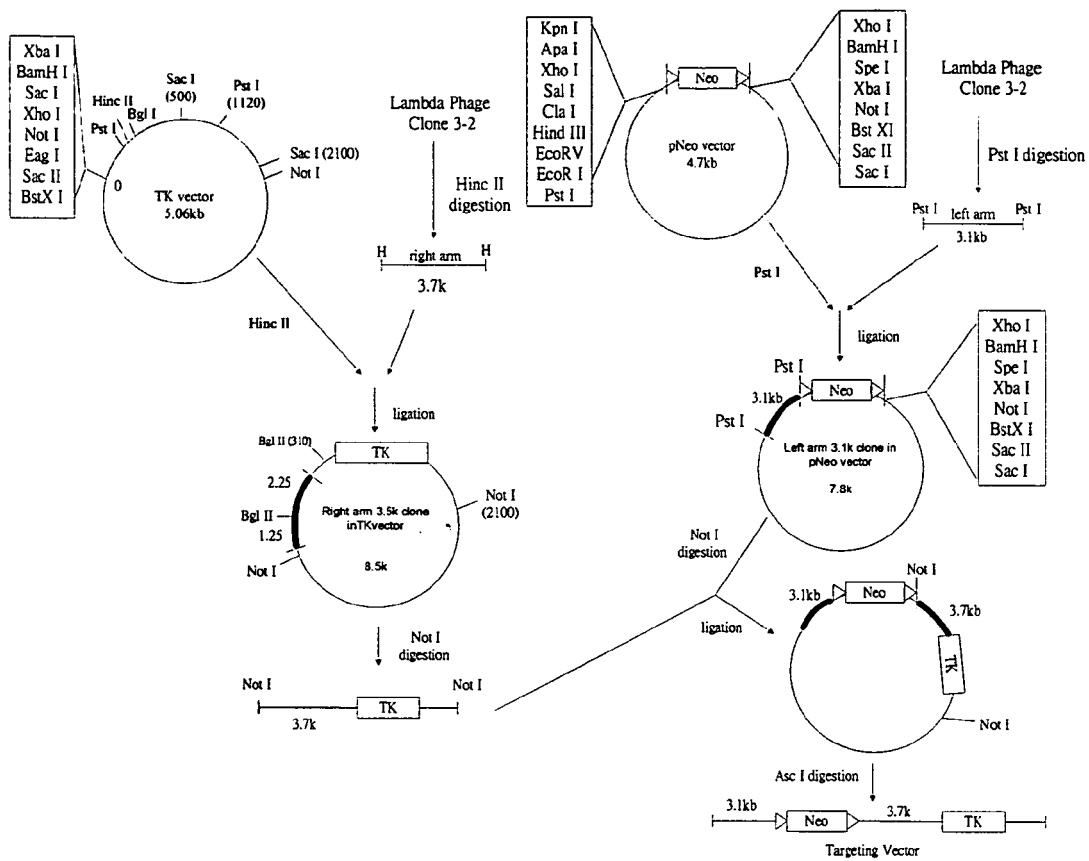 Xba I
BamH I
Sac I
Xho I
Not I
Eag I
Sac II
BstX I
Pst I
Hinc II
Bgl I
Sac I
(500)
Pst I
(1120)
Sac I (2100)
Not I
0
TK vector
5.06kb
Lambda Phage
Clone 3-2
Hinc II
digestion
H
right arm
H
3.7k
Hinc II
ligation
Bgl II (310)
TK
2.25
Bgl II
1.25
Not I
Right arm 3.5k clone
inTKvector
8.5k
Not I
(2100)
Not I
digestion
Not I
Not I
TK
3.7k
Kpn I
Apa I
Xho I
Sal I
Cla I
Hind III
EcoRV
EcoR I
Pst I
Neo
pNeo vector
4.7kb
Xho I
BamH I
Spe I
Xba I
Not I
Bst XI
Sac II
Sac I
Lambda Phage
Clone 3-2
Pst I digestion
Pst I
left arm
Pst I
3.1kb
Pst I
ligation
Pst I
3.1kb
Neo
Pst I
Left arm 3.1k clone in
pNeo vector
7.8k
Xho I
BamH I
Spe I
Xba I
Not I
BstX I
Sac II
Sac I
Not I
digestion
ligation
3.1kb
Neo
Not I
3.7kb
TK
Not I
Asc I digestion
3.1kb
Neo
3.7k
TK
Targeting Vector